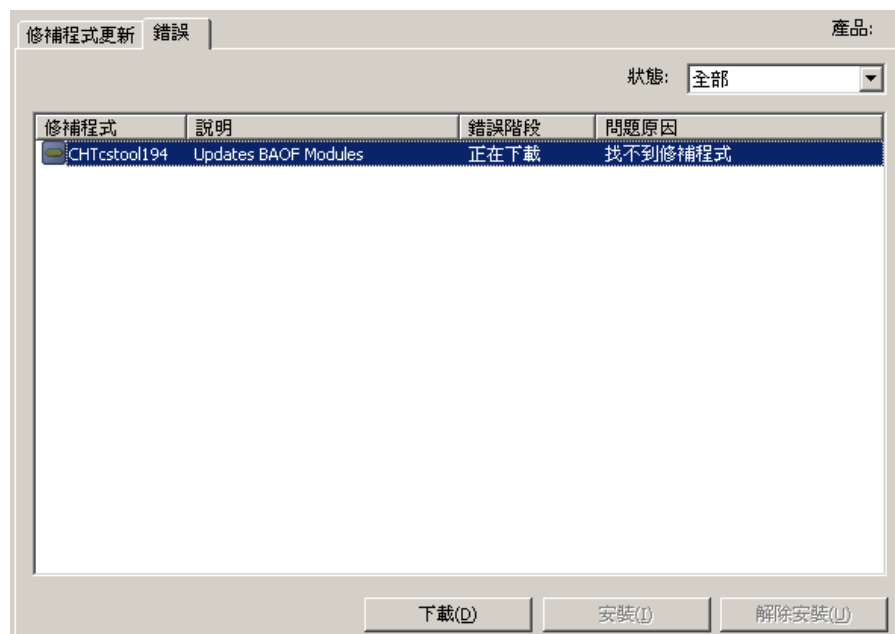 修補程式更新 錯誤 產品:
狀態: 全部
修補程式 說明 錯誤階段 問題原因
CHTcstool194 Updates BAOF Modules 正在下載 找不到修補程式
下載(D) 安裝(I) 解除安裝(U)